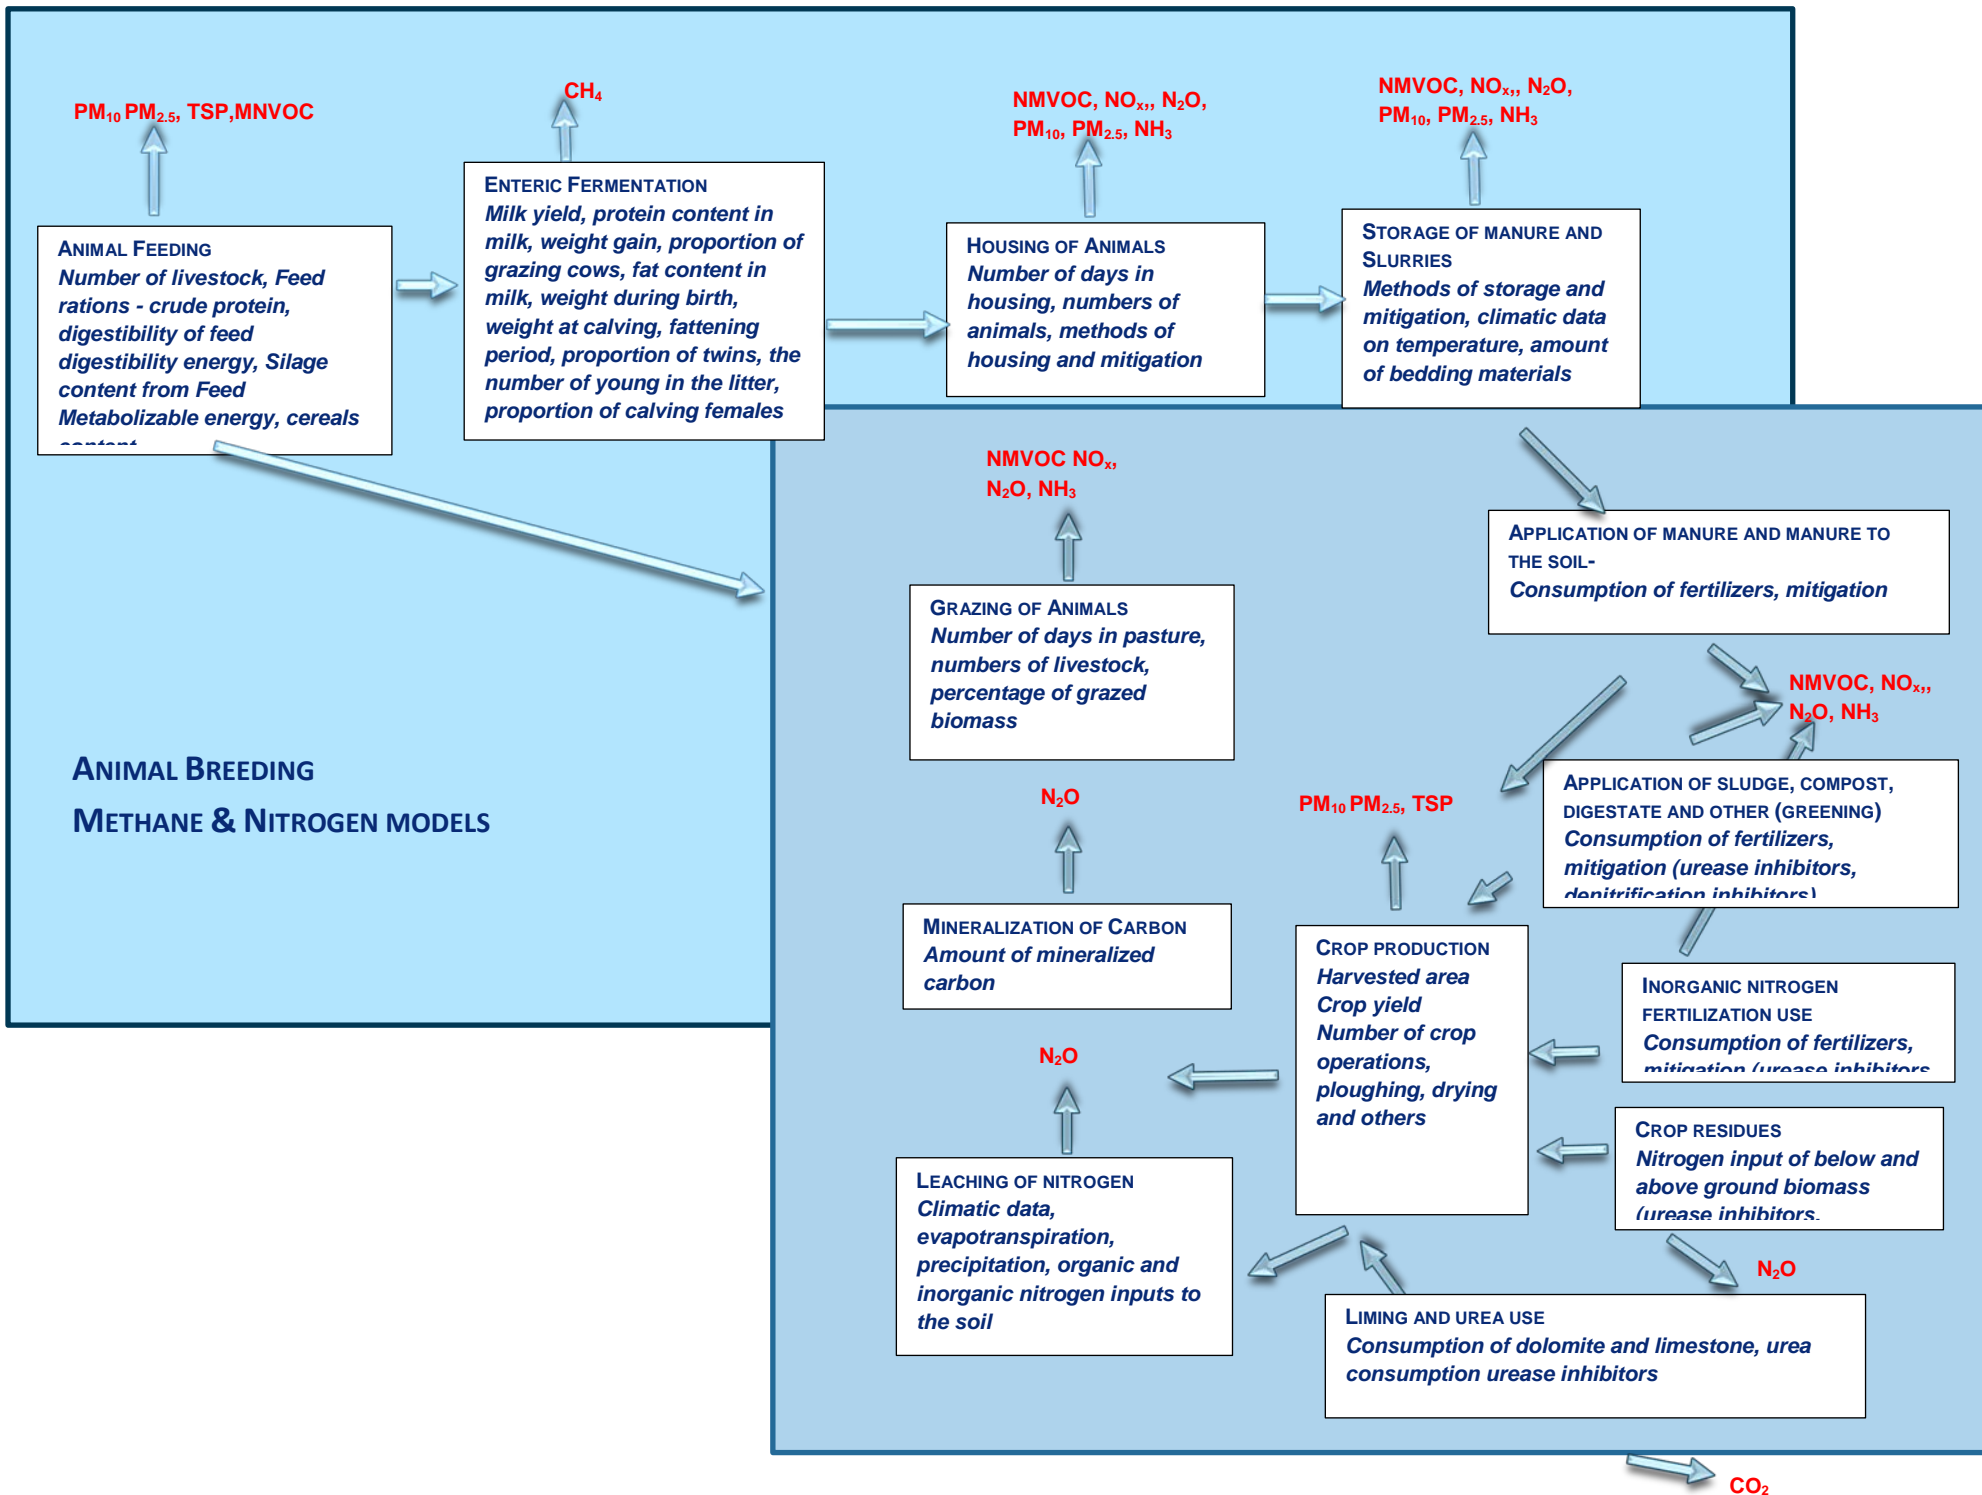 PM₁₀ PM₂.₅, TSP,MNVOC
CH₄
NMVOC, NOₓ,, N₂O,
PM₁₀, PM₂.₅, NH₃
NMVOC, NOₓ,, N₂O,
PM₁₀, PM₂.₅, NH₃
ANIMAL FEEDING
Number of livestock, Feed
rations - crude protein,
digestibility of feed
digestibility energy, Silage
content from Feed
Metabolizable energy, cereals
content
ENTERIC FERMENTATION
Milk yield, protein content in
milk, weight gain, proportion of
grazing cows, fat content in
milk, weight during birth,
weight at calving, fattening
period, proportion of twins, the
number of young in the litter,
proportion of calving females
HOUSING OF ANIMALS
Number of days in
housing, numbers of
animals, methods of
housing and mitigation
STORAGE OF MANURE AND
SLURRIES
Methods of storage and
mitigation, climatic data
on temperature, amount
of bedding materials
ANIMAL BREEDING
METHANE & NITROGEN MODELS
NMVOC NOₓ,
N₂O, NH₃
GRAZING OF ANIMALS
Number of days in pasture,
numbers of livestock,
percentage of grazed
biomass
N₂O
MINERALIZATION OF CARBON
Amount of mineralized
carbon
N₂O
LEACHING OF NITROGEN
Climatic data,
evapotranspiration,
precipitation, organic and
inorganic nitrogen inputs to
the soil
APPLICATION OF MANURE AND MANURE TO
THE SOIL-
Consumption of fertilizers, mitigation
NMVOC, NOₓ,,
N₂O, NH₃
APPLICATION OF SLUDGE, COMPOST,
DIGESTATE AND OTHER (GREENING)
Consumption of fertilizers,
mitigation (urease inhibitors,
denitrification inhibitors)
PM₁₀ PM₂.₅, TSP
CROP PRODUCTION
Harvested area
Crop yield
Number of crop
operations,
ploughing, drying
and others
INORGANIC NITROGEN
FERTILIZATION USE
Consumption of fertilizers,
mitigation (urease inhibitors
CROP RESIDUES
Nitrogen input of below and
above ground biomass
(urease inhibitors,
N₂O
LIMING AND UREA USE
Consumption of dolomite and limestone, urea
consumption urease inhibitors
CO₂